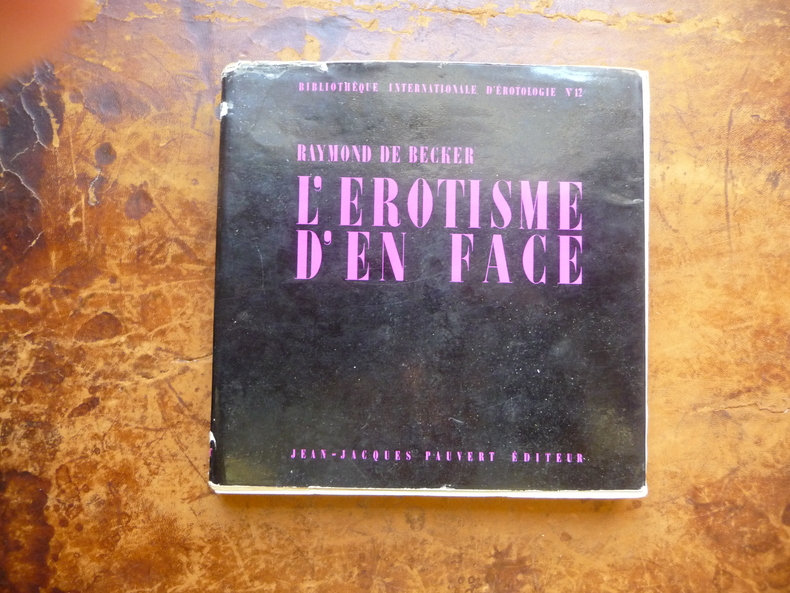 BIBLIOTHÈQUE INTERNATIONALE D'ÉROTOLOGIE N°12
RAYMOND DE BECKER
L'EROTISME
D'EN FACE
JEAN-JACQUES PAUVERT ÉDITEUR